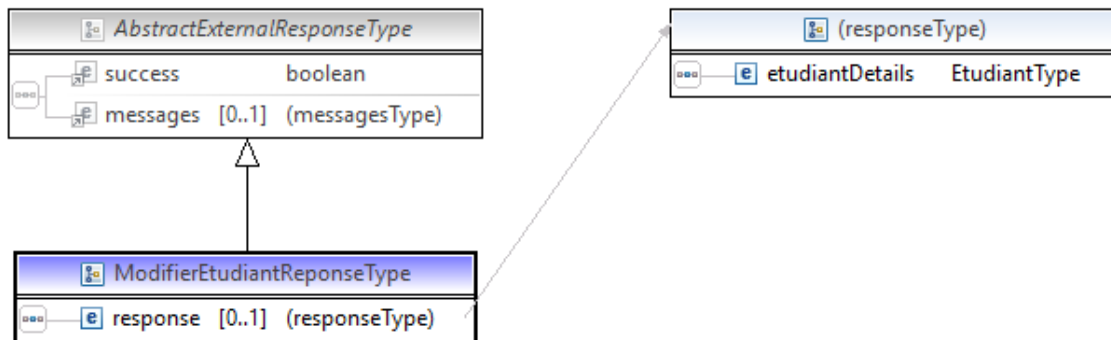 AbstractExternalResponseType
success boolean
messages [0..1] (messagesType)
(responseType)
e etudiantDetails EtudiantType
ModifierEtudiantReponseType
e response [0..1] (responseType)